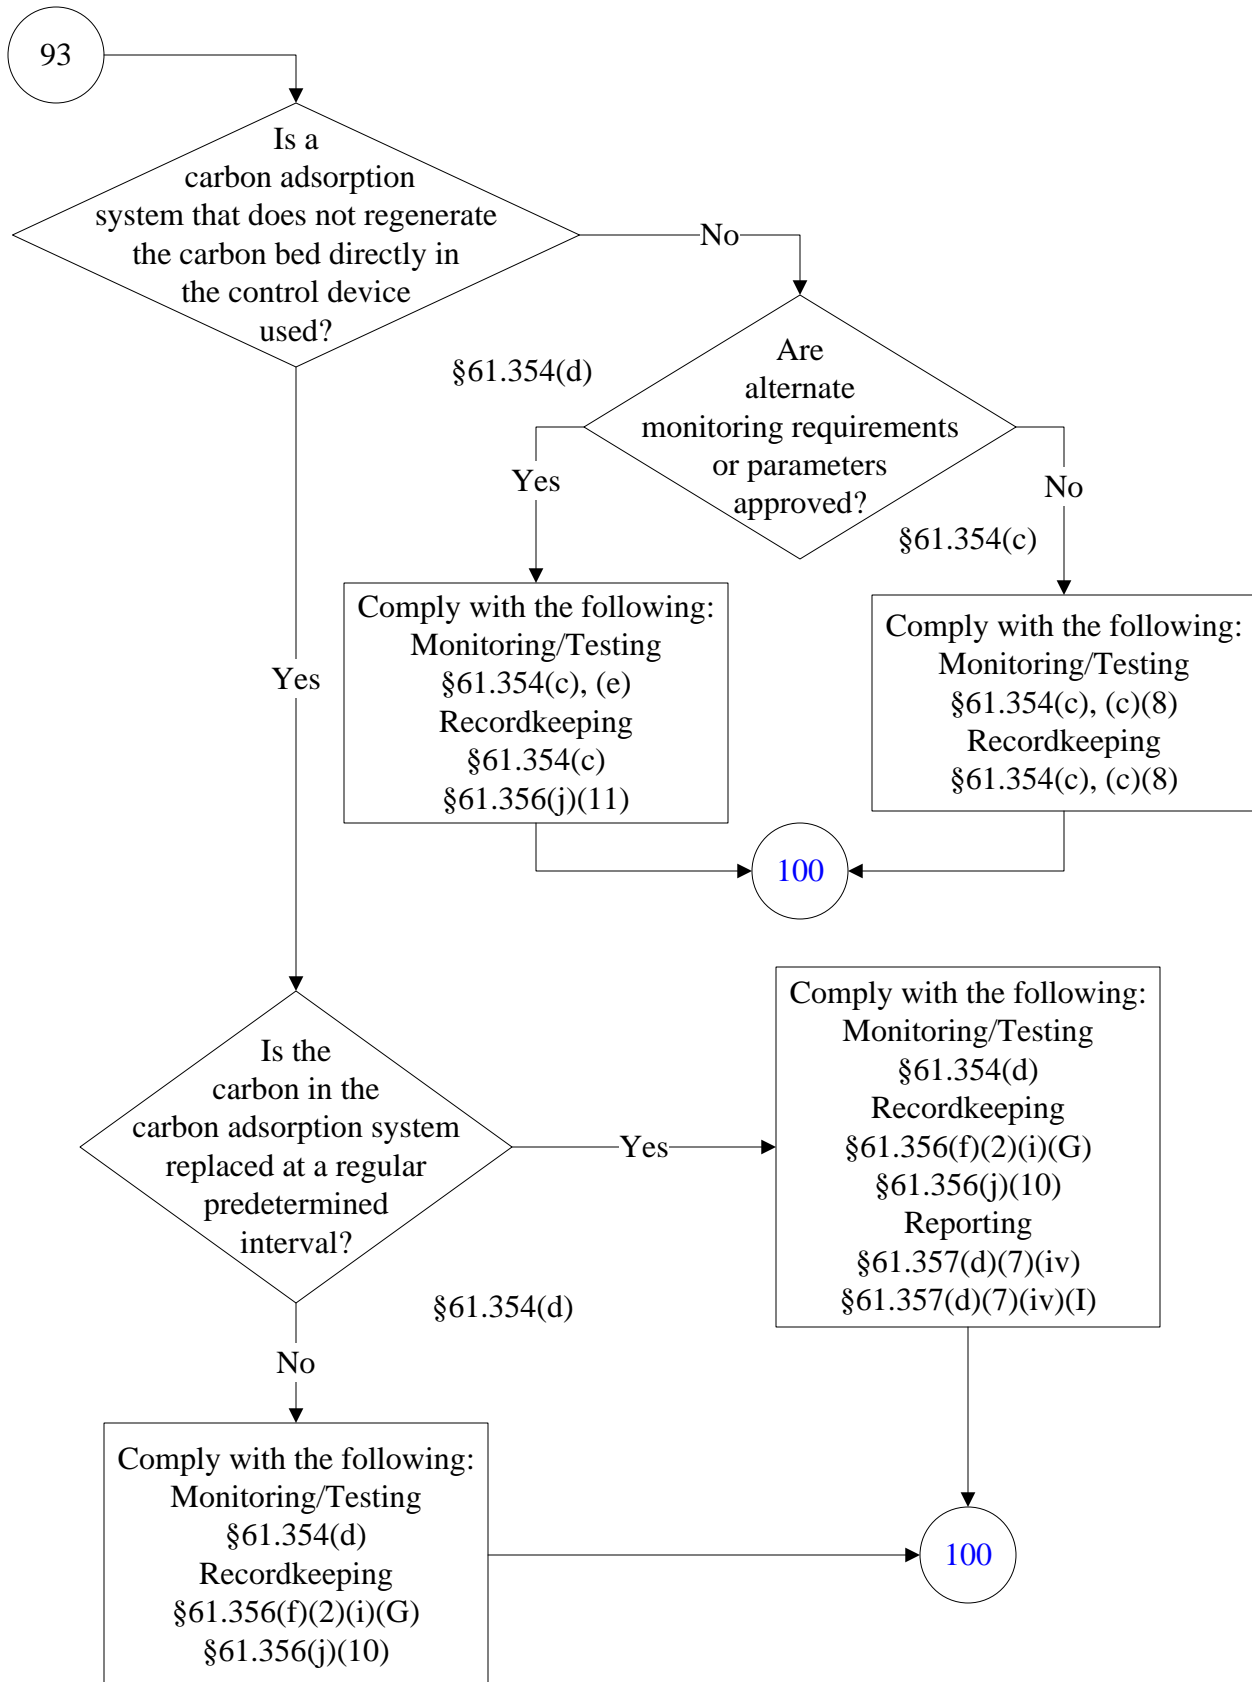 93
Is a
carbon adsorption
system that does not regenerate
the carbon bed directly in
the control device
used?
No
§61.354(d)
Are
alternate
monitoring requirements
or parameters
approved?
Yes
No
§61.354(c)
Comply with the following:
Monitoring/Testing
§61.354(c), (e)
Recordkeeping
§61.354(c)
§61.356(j)(11)
Comply with the following:
Monitoring/Testing
§61.354(c), (c)(8)
Recordkeeping
§61.354(c), (c)(8)
Yes
100
Is the
carbon in the
carbon adsorption system
replaced at a regular
predetermined
interval?
Yes
Comply with the following:
Monitoring/Testing
§61.354(d)
Recordkeeping
§61.356(f)(2)(i)(G)
§61.356(j)(10)
Reporting
§61.357(d)(7)(iv)
§61.357(d)(7)(iv)(I)
§61.354(d)
No
Comply with the following:
Monitoring/Testing
§61.354(d)
Recordkeeping
§61.356(f)(2)(i)(G)
§61.356(j)(10)
100